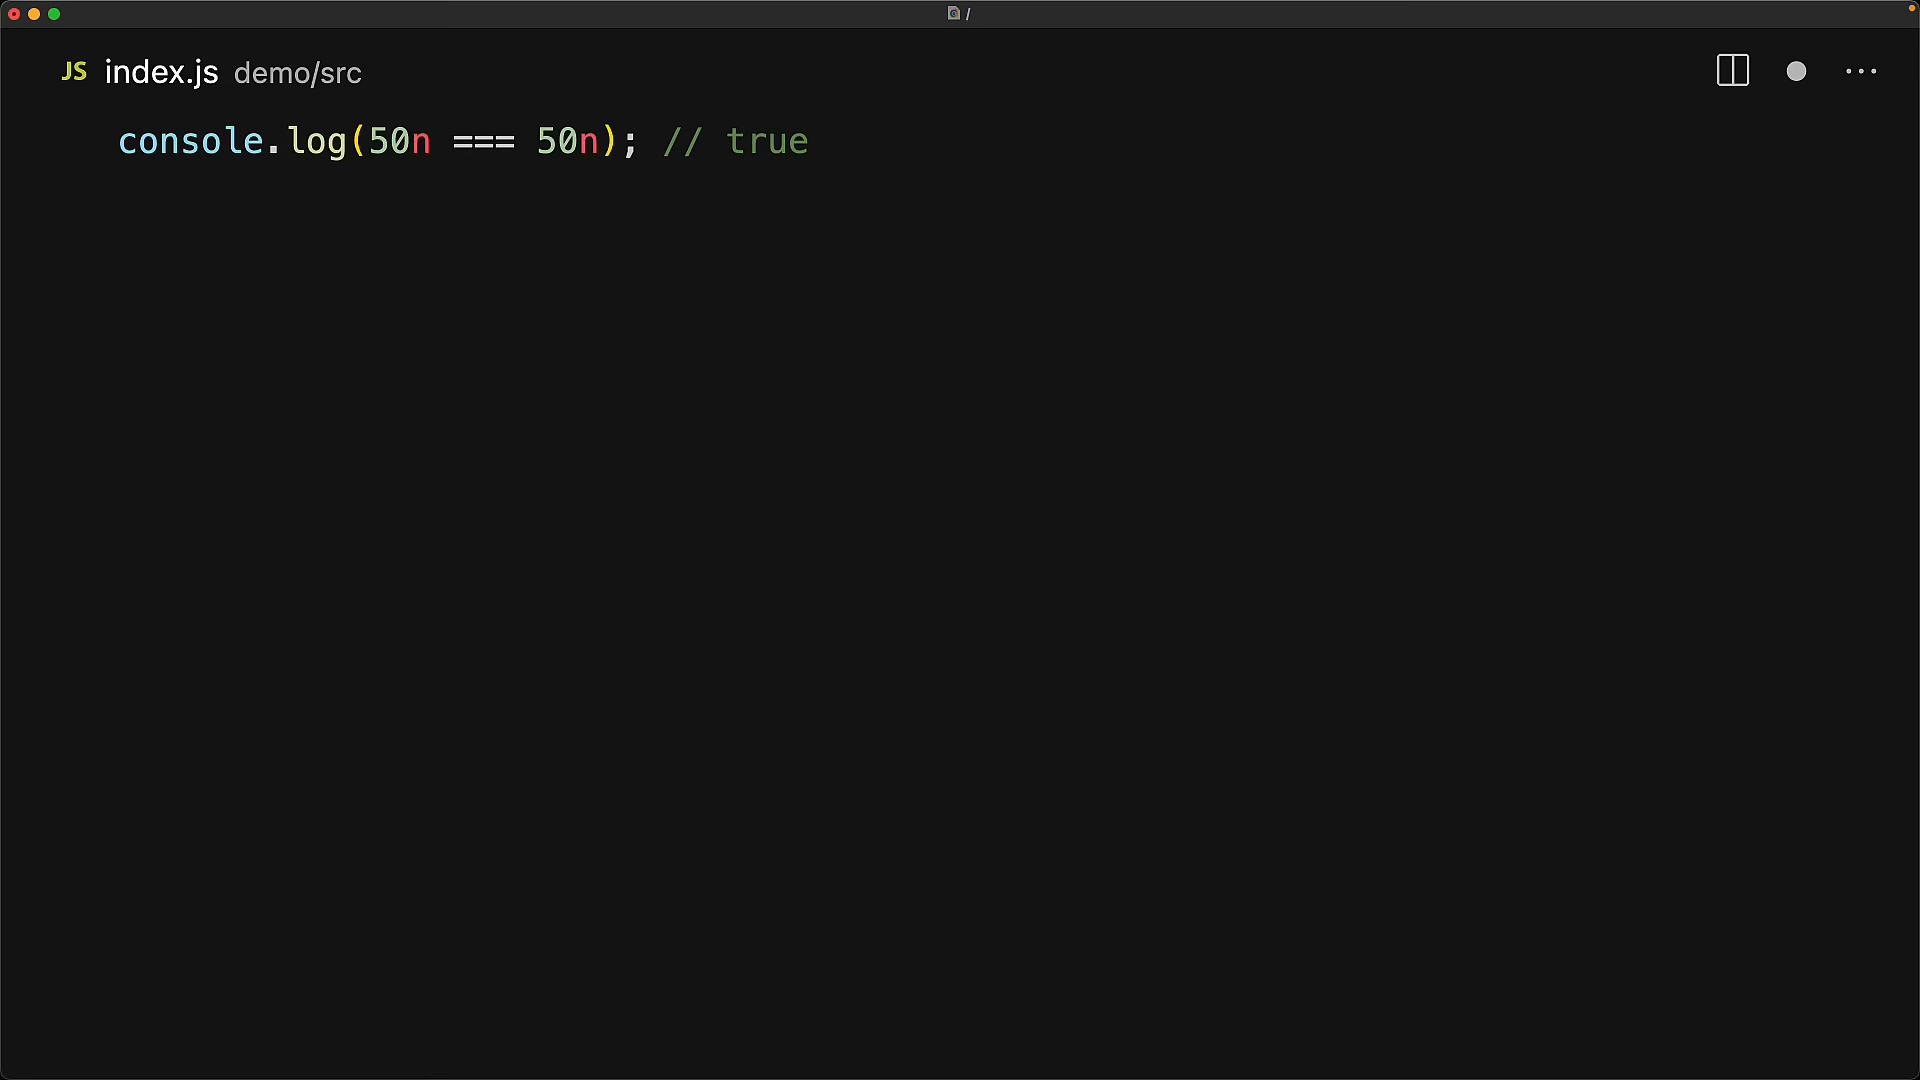 /
JS index.js demo/src
console.log(50n === 50n); // true